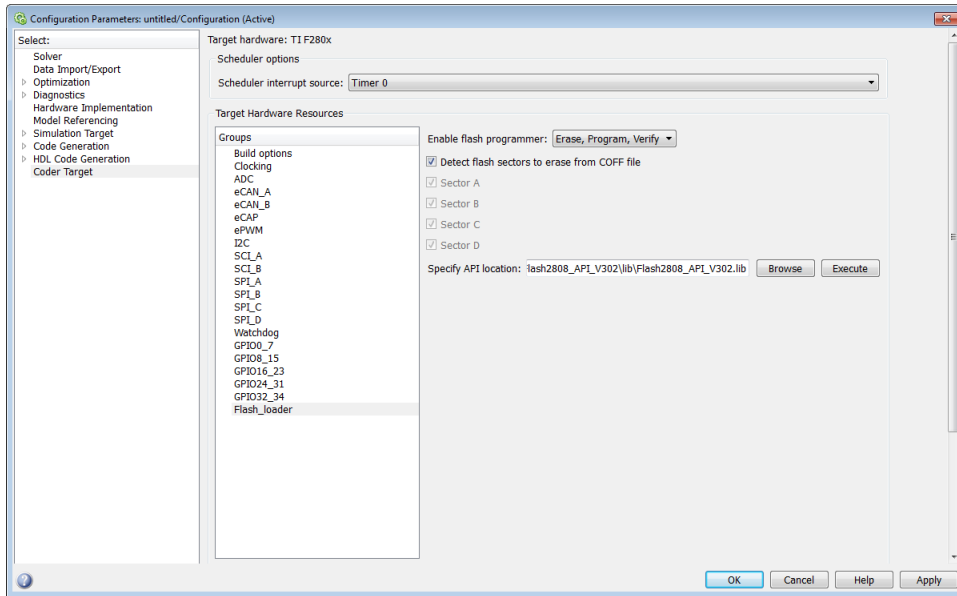 Configuration Parameters: untitled/Configuration (Active)
Select:
Solver
Data Import/Export
Optimization
Diagnostics
Hardware Implementation
Model Referencing
Simulation Target
Code Generation
HDL Code Generation
Coder Target
Target hardware: TI F280x
Scheduler options
Scheduler interrupt source: Timer 0
Target Hardware Resources
Groups
Build options
Clocking
ADC
eCAN_A
eCAN_B
eCAP
ePWM
I2C
SCI_A
SCI_B
SPI_A
SPI_B
SPI_C
SPI_D
Watchdog
GPIO0_7
GPIO8_15
GPIO16_23
GPIO24_31
GPIO32_34
Flash_loader
Enable flash programmer: Erase, Program, Verify
Detect flash sectors to erase from COFF file
Sector A
Sector B
Sector C
Sector D
Specify API location: lash2808_API_V302\lib\Flash2808_API_V302.lib Browse Execute
OK Cancel Help Apply